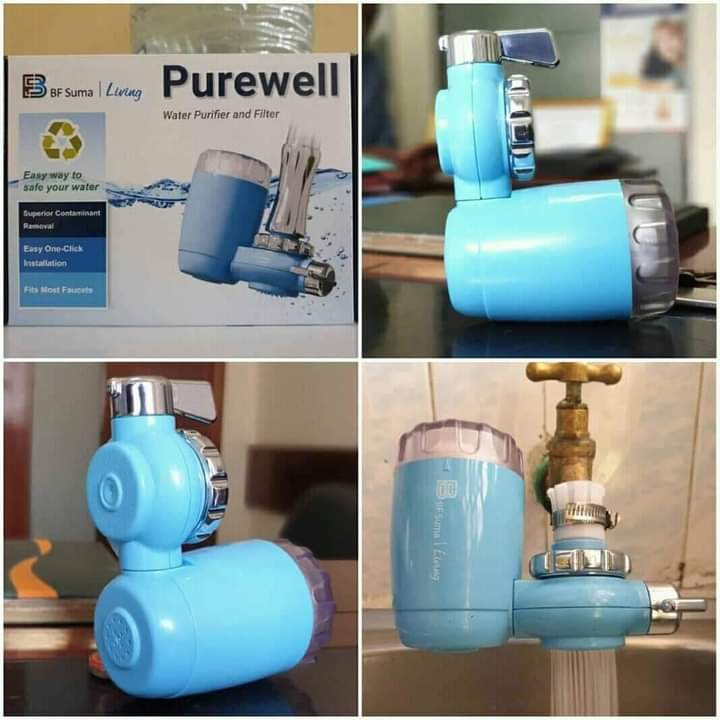 BF Suma | Living
Purewell
Water Purifier and Filter
Easy way to
safe your water
Superior Contaminant
Removal
Easy One-Click
Installation
Fits Most Faucets
BF Suma | Living